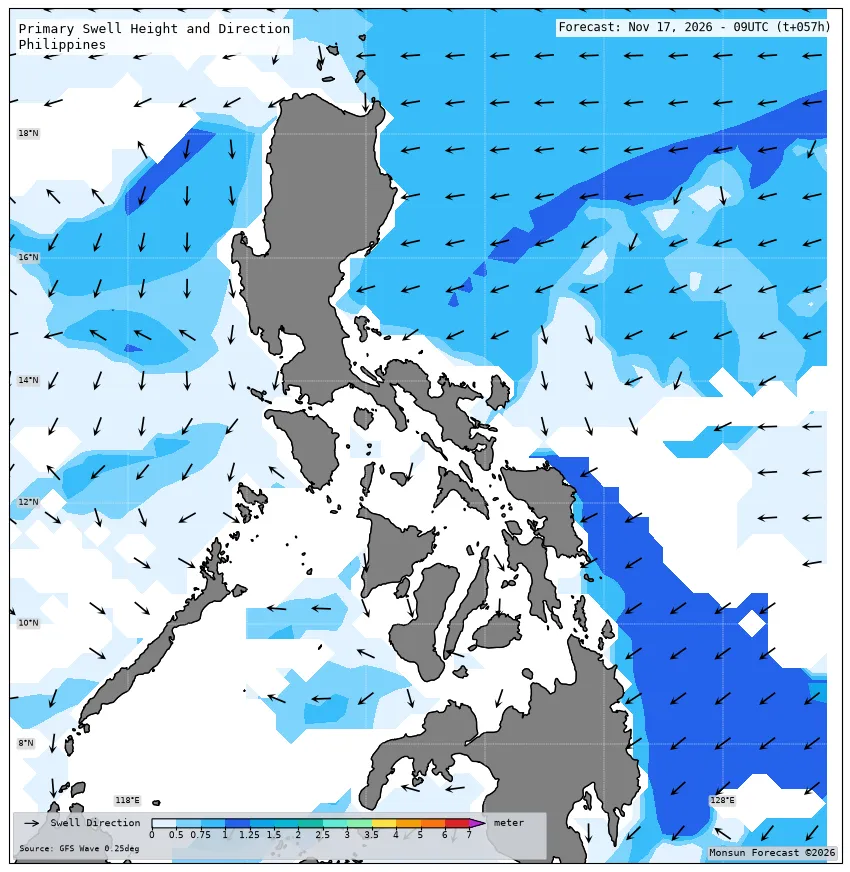 Primary Swell Height and Direction
Philippines
Forecast: Nov 17, 2026 - 09UTC (t+057h)
18°N
16°N
14°N
12°N
10°N
8°N
118°E
128°E
Swell Direction
meter
0 0.5 0.75 1 1.25 1.5 2 2.5 3 3.5 4 5 6 7
Source: GFS Wave 0.25deg
Monsun Forecast ©2026